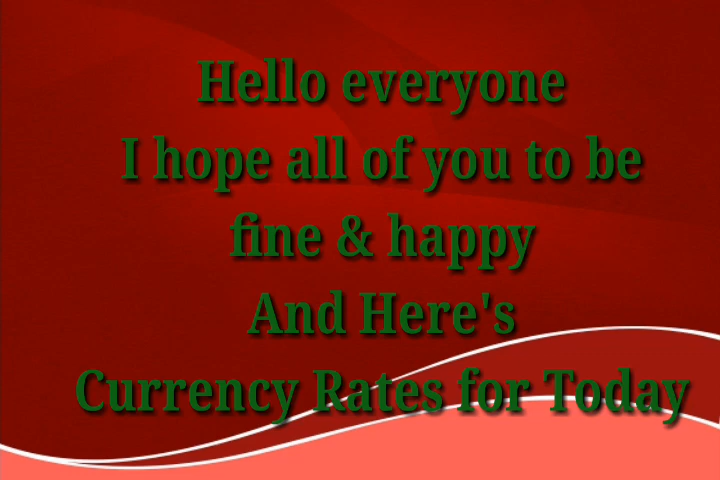 Hello everyone
I hope all of you to be
fine & happy
And Here's
Currency Rates for Today